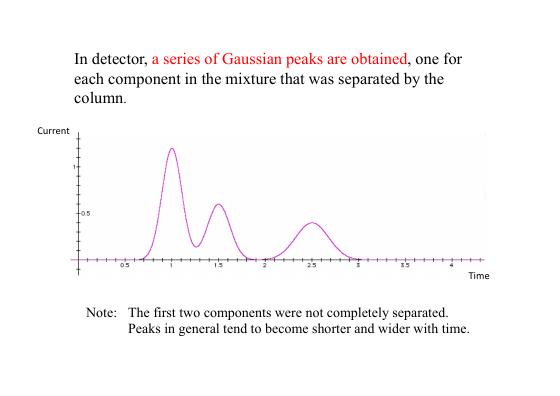 In detector, a series of Gaussian peaks are obtained, one for
each component in the mixture that was separated by the
column.
Current
1
0.5
0.5 1 1.5 2 2.5 3 3.5 4
Time
Note: The first two components were not completely separated.
Peaks in general tend to become shorter and wider with time.